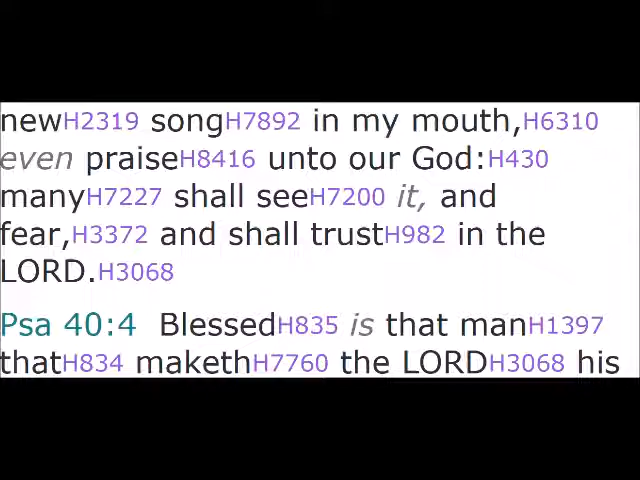 newH2319 songH7892 in my mouth,H6310
even praiseH8416 unto our God:H430
manyH7227 shall seeH7200 it, and
fear,H3372 and shall trustH982 in the
LORD.H3068
Psa 40:4 BlessedH835 is that manH1397
thatH834 makethH7760 the LORDH3068 his